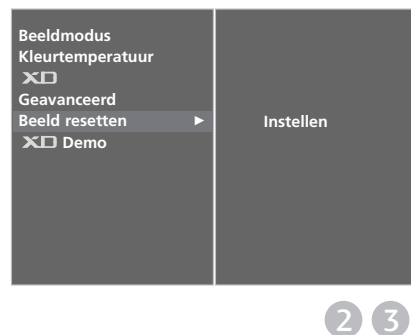 Beeldmodus
Kleurtemperatuur
XD
Geavanceerd
Beeld resetten ► Instellen
XD Demo
2 3